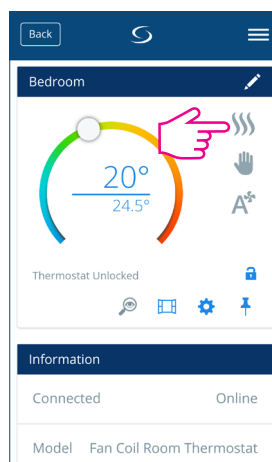 Back
Bedroom
20°
24.5°
A
Thermostat Unlocked
Information
Connected Online
Model Fan Coil Room Thermostat